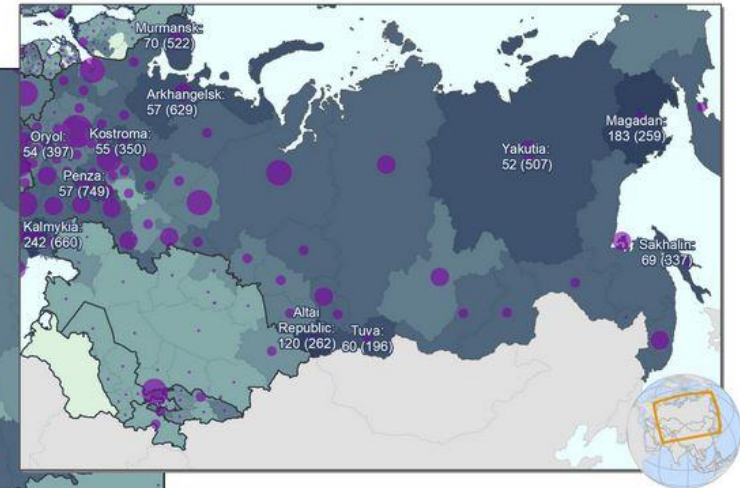 Murmansk:
70 (522)
Arkhangelsk:
57 (629)
Magadan:
183 (259)
Oryol:
54 (397)
Kostroma:
55 (350)
Yakutia:
52 (507)
Penza:
57 (749)
Kalmykia:
242 (660)
Sakhalin:
69 (337)
Altai
Republic:
120 (262)
Tuva:
60 (196)